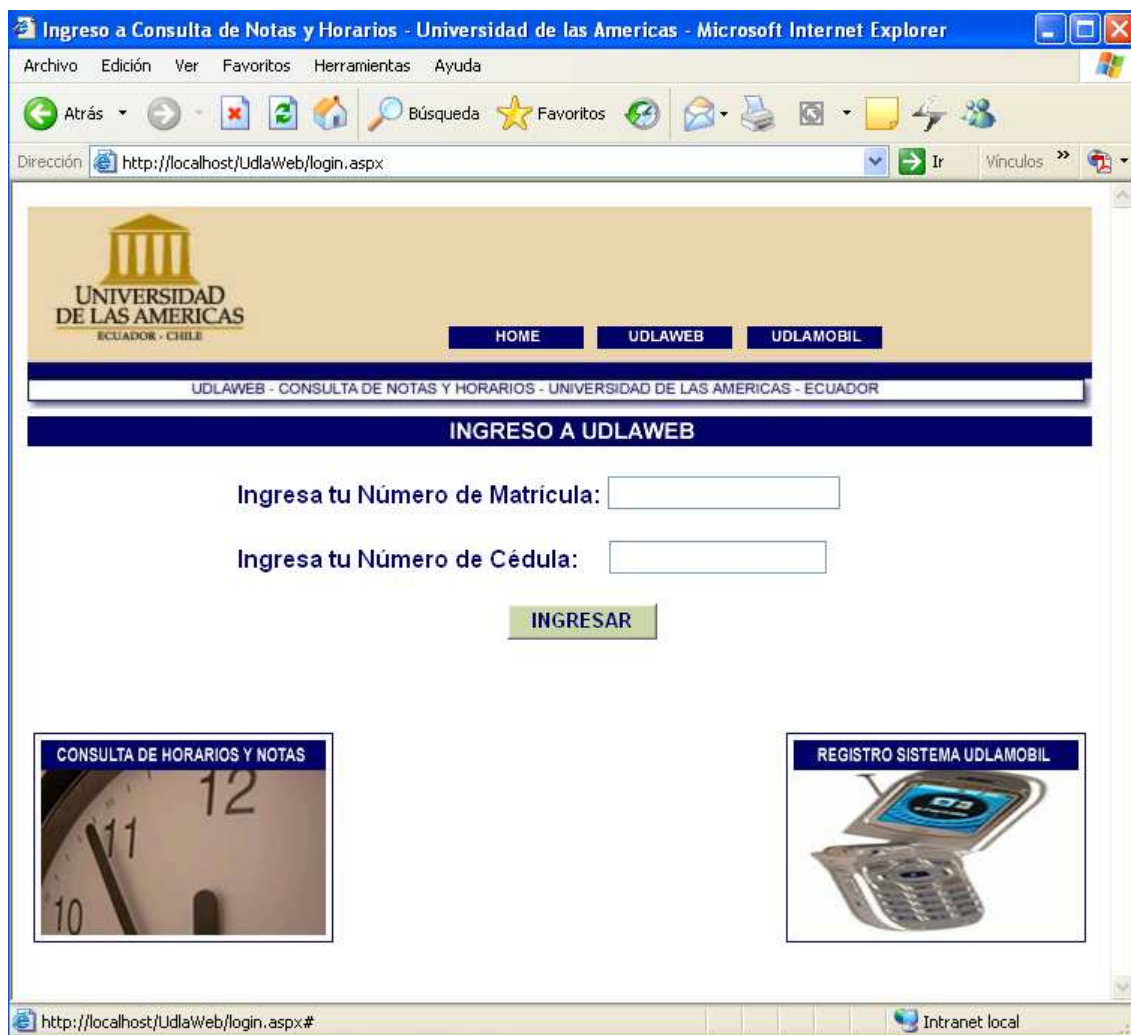 Ingreso a Consulta de Notas y Horarios - Universidad de las Americas - Microsoft Internet Explorer
Archivo Edición Ver Favoritos Herramientas Ayuda
Atrás Búsqueda Favoritos
Dirección http://localhost/UdlaWeb/login.aspx Ir Vínculos »
UNIVERSIDAD
DE LAS AMERICAS
ECUADOR - CHILE
HOME UDLAWEB UDLAMOBIL
UDLAWEB - CONSULTA DE NOTAS Y HORARIOS - UNIVERSIDAD DE LAS AMERICAS - ECUADOR
INGRESO A UDLAWEB
Ingresa tu Número de Matrícula:
Ingresa tu Número de Cédula:
INGRESAR
CONSULTA DE HORARIOS Y NOTAS
12
11
10
REGISTRO SISTEMA UDLAMOBIL
http://localhost/UdlaWeb/login.aspx# Intranet local